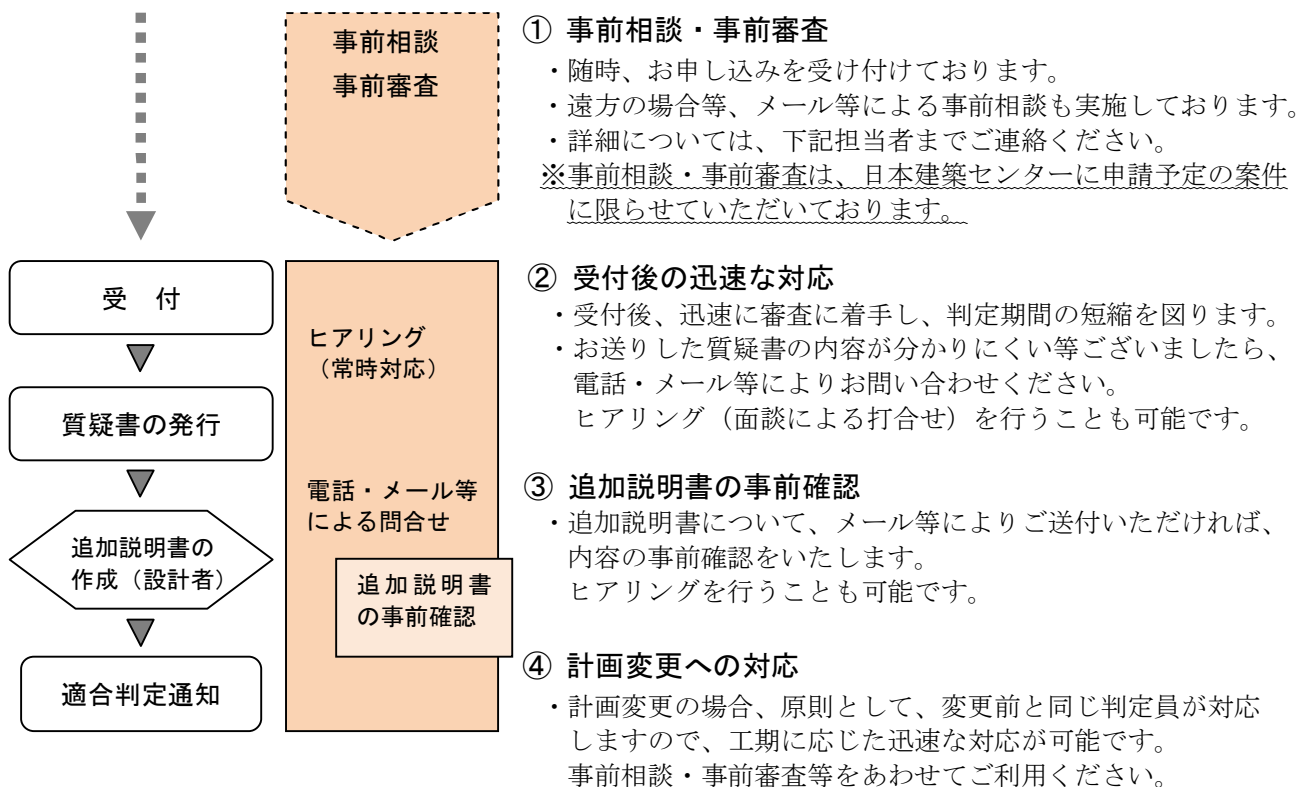 事前相談
事前審査
受　付
質疑書の発行
追加説明書の
作成（設計者）
適合判定通知
ヒアリング
（常時対応）
電話・メール等
による問合せ
追加説明書
の事前確認
① 事前相談・事前審査
・随時、お申し込みを受け付けております。
・遠方の場合等、メール等による事前相談も実施しております。
・詳細については、下記担当者までご連絡ください。
※事前相談・事前審査は、日本建築センターに申請予定の案件
に限らせていただいております。
② 受付後の迅速な対応
・受付後、迅速に審査に着手し、判定期間の短縮を図ります。
・お送りした質疑書の内容が分かりにくい等ございましたら、
電話・メール等によりお問い合わせください。
ヒアリング（面談による打合せ）を行うことも可能です。
③ 追加説明書の事前確認
・追加説明書について、メール等によりご送付いただければ、
内容の事前確認をいたします。
ヒアリングを行うことも可能です。
④ 計画変更への対応
・計画変更の場合、原則として、変更前と同じ判定員が対応
しますので、工期に応じた迅速な対応が可能です。
事前相談・事前審査等をあわせてご利用ください。